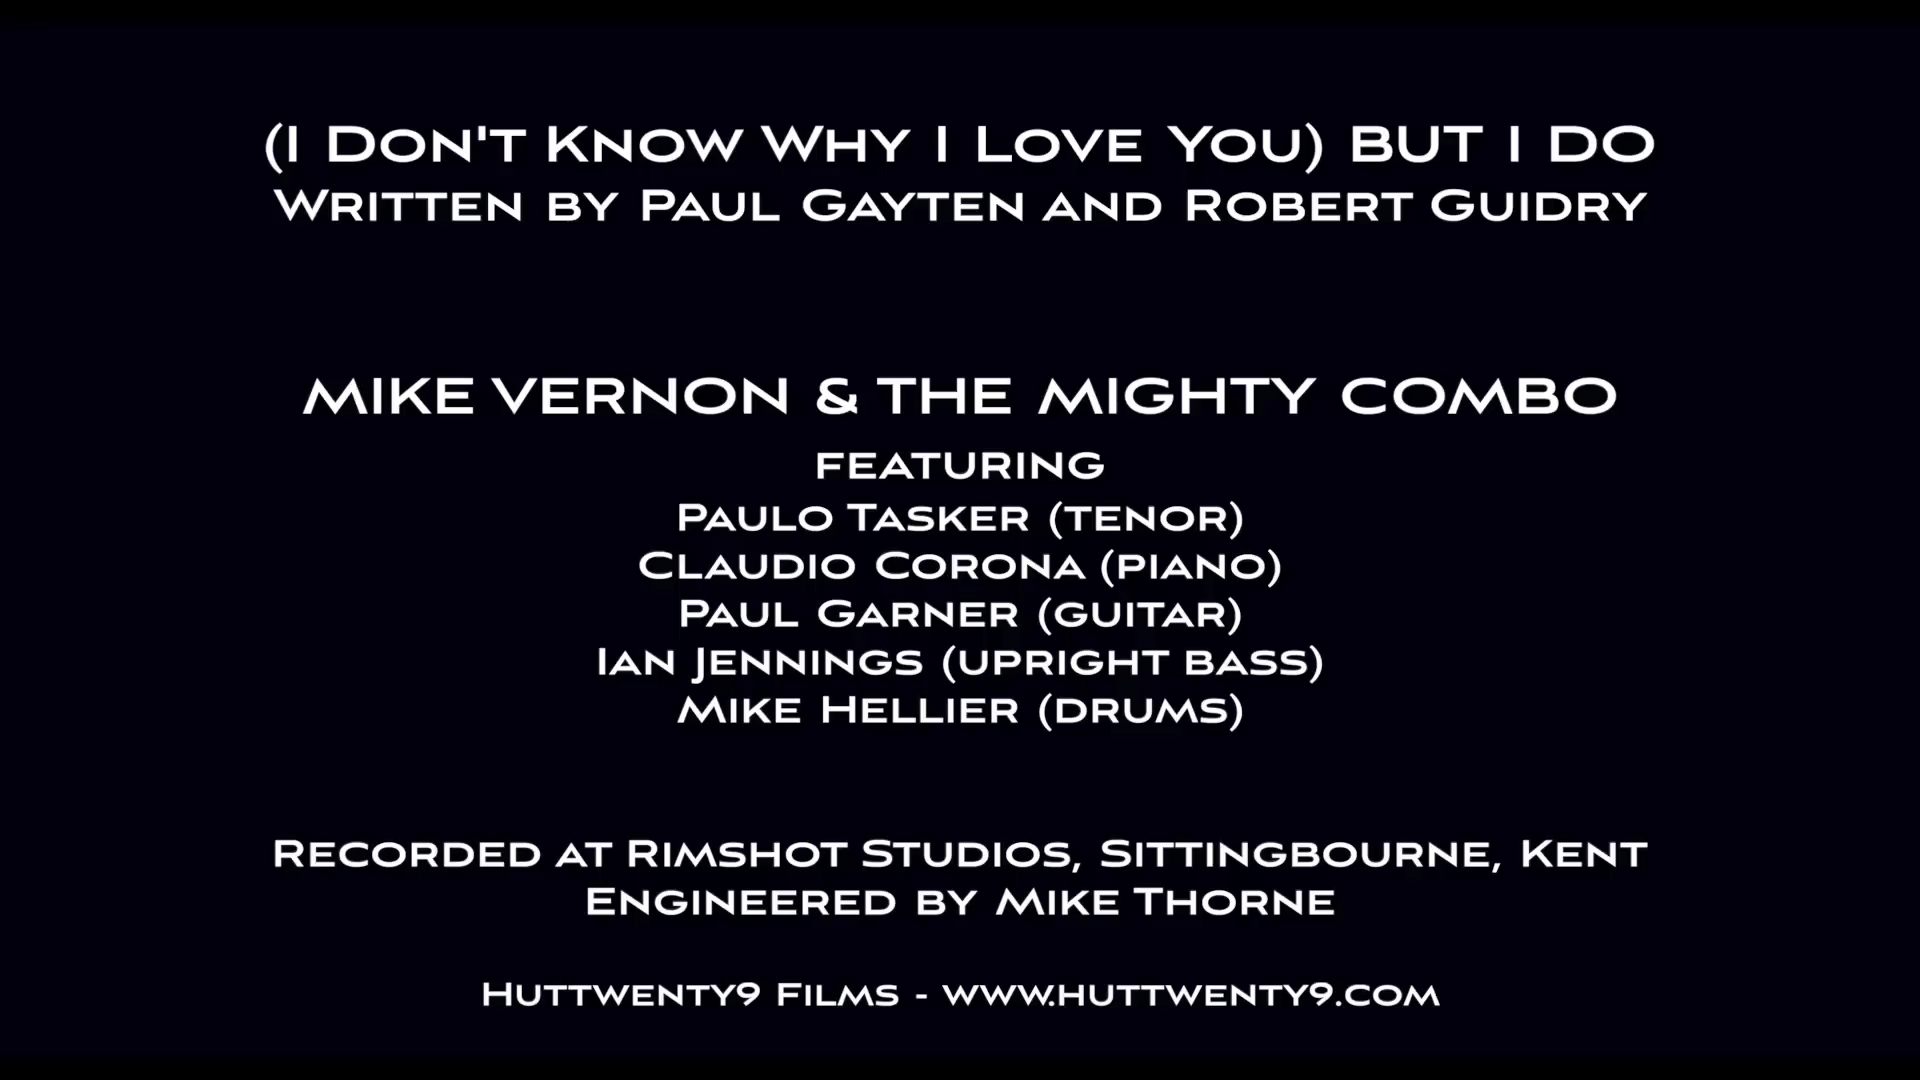 (I Don't Know Why I Love You) BUT I DO
Written by Paul Gayten and Robert Guidry
MIKE VERNON & THE MIGHTY COMBO
FEATURING
Paulo Tasker (tenor)
Claudio Corona (piano)
Paul Garner (guitar)
Ian Jennings (upright bass)
Mike Hellier (drums)
Recorded at Rimshot Studios, Sittingbourne, Kent
Engineered by Mike Thorne
Huttwenty9 Films - www.huttwenty9.com